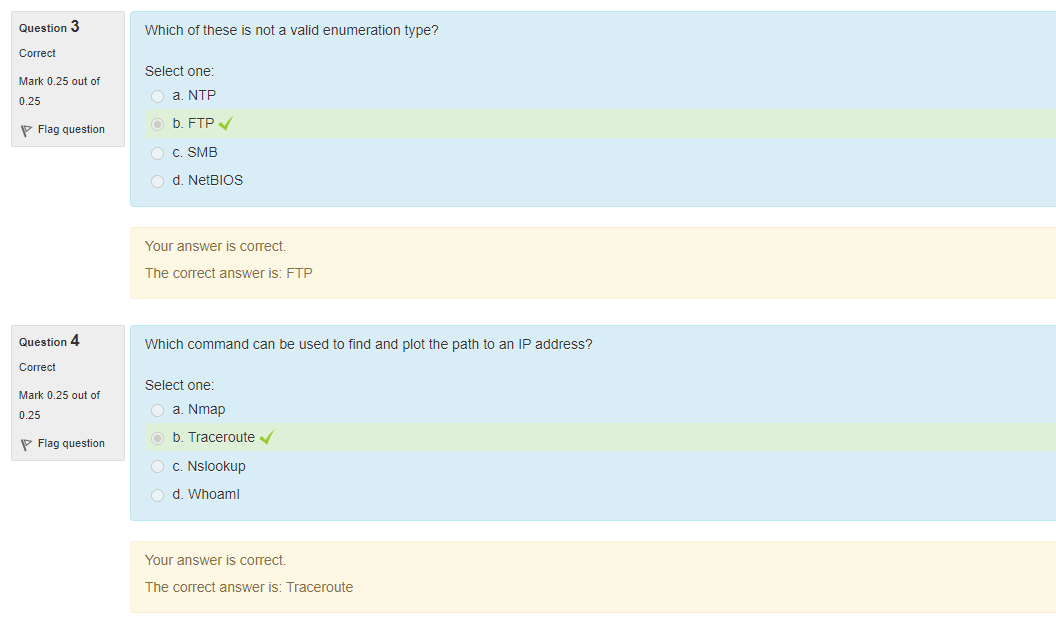 Question 3
Correct
Mark 0.25 out of
0.25
Flag question
Which of these is not a valid enumeration type?
Select one:
a. NTP
b. FTP
c. SMB
d. NetBIOS
Your answer is correct.
The correct answer is: FTP
Question 4
Correct
Mark 0.25 out of
0.25
Flag question
Which command can be used to find and plot the path to an IP address?
Select one:
a. Nmap
b. Traceroute
c. Nslookup
d. WhoamI
Your answer is correct.
The correct answer is: Traceroute